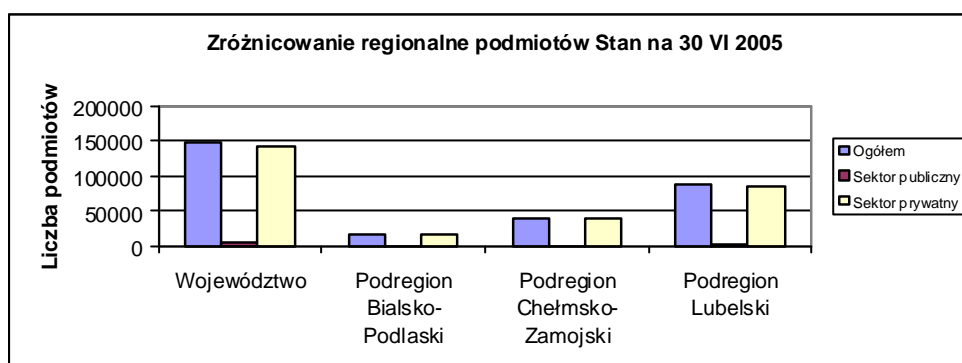 Zróżnicowanie regionalne podmiotów Stan na 30 VI 2005
Liczba podmiotów
200000
150000
100000
50000
0
Województwo
Podregion
Bialsko-
Podlaski
Podregion
Chełmsko-
Zamojski
Podregion
Lubelski
Ogółem
Sektor publiczny
Sektor prywatny